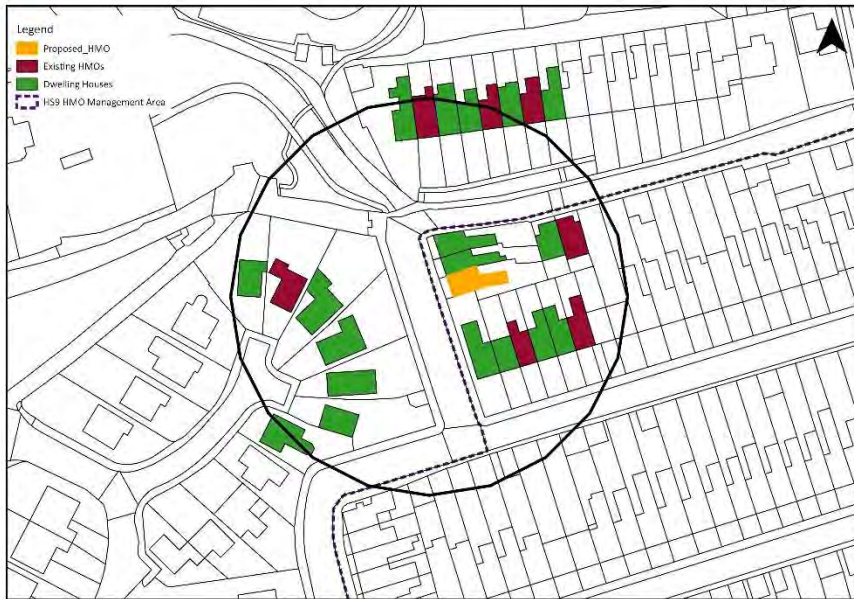 Legend
Proposed_HMO
Existing HMOs
Dwelling Houses
HS9 HMO Management Area